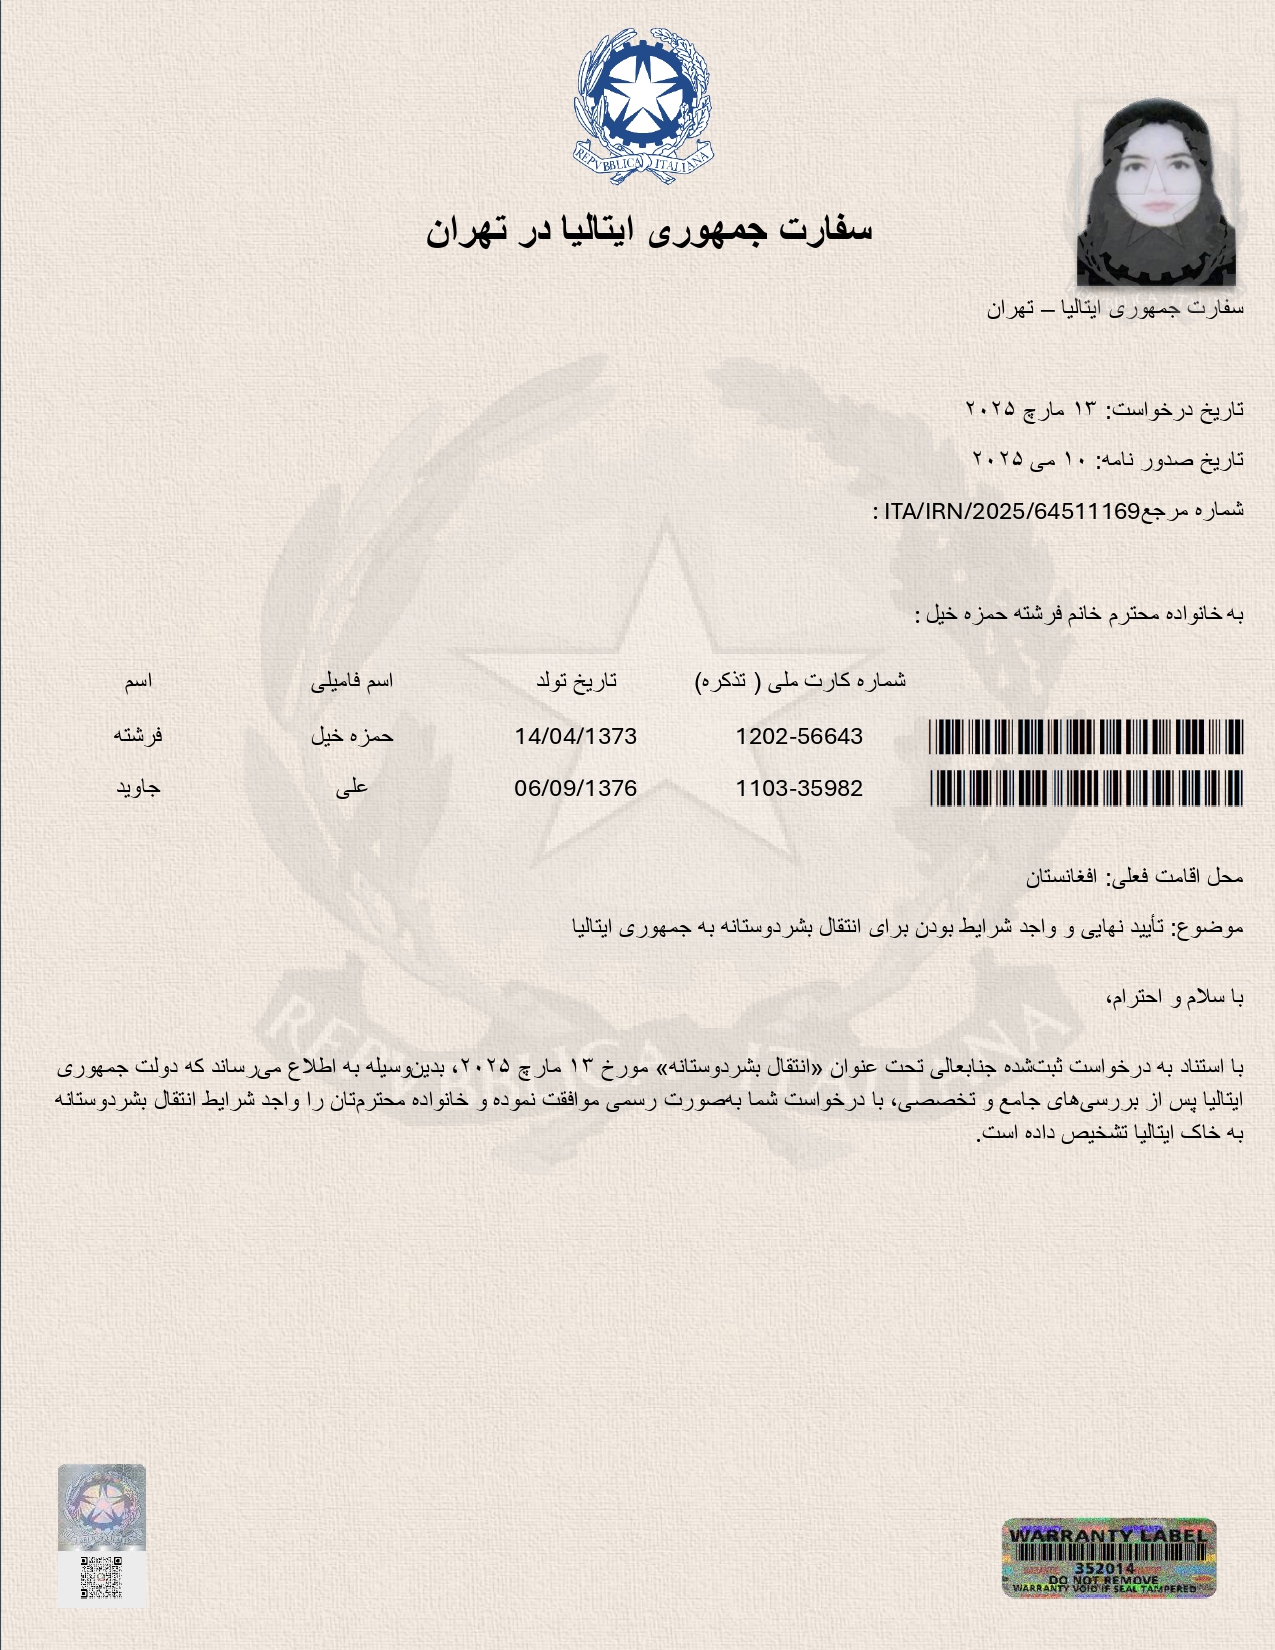 REPVBBLICA ITALIANA
سفارت جمهوری ایتالیا در تهران
سفارت جمهوری ایتالیا – تهران
تاریخ درخواست: ۱۳ مارچ ۲۰۲۵
تاریخ صدور نامه: ۱۰ می ۲۰۲۵
شماره مرجعITA/IRN/2025/64511169 :
به خانواده محترم خانم فرشته حمزه خیل :
شماره کارت ملی ( تذکره) تاریخ تولد اسم فامیلی اسم
1202-56643 14/04/1373 حمزه خیل فرشته
1103-35982 06/09/1376 علی جاوید
محل اقامت فعلی: افغانستان
موضوع: تأیید نهایی و واجد شرایط بودن برای انتقال بشردوستانه به جمهوری ایتالیا
با سلام و احترام،
با استناد به درخواست ثبت‌شده جنابعالی تحت عنوان «انتقال بشردوستانه» مورخ ۱۳ مارچ ۲۰۲۵، بدین‌وسیله به اطلاع می‌رساند که دولت جمهوری
ایتالیا پس از بررسی‌های جامع و تخصصی، با درخواست شما به‌صورت رسمی موافقت نموده و خانواده محترم‌تان را واجد شرایط انتقال بشردوستانه
به خاک ایتالیا تشخیص داده است.
REPVBBLICA ITALIANA
WARRANTY LABEL
352014
DO NOT REMOVE
WARRANTY VOID IF SEAL TAMPERED